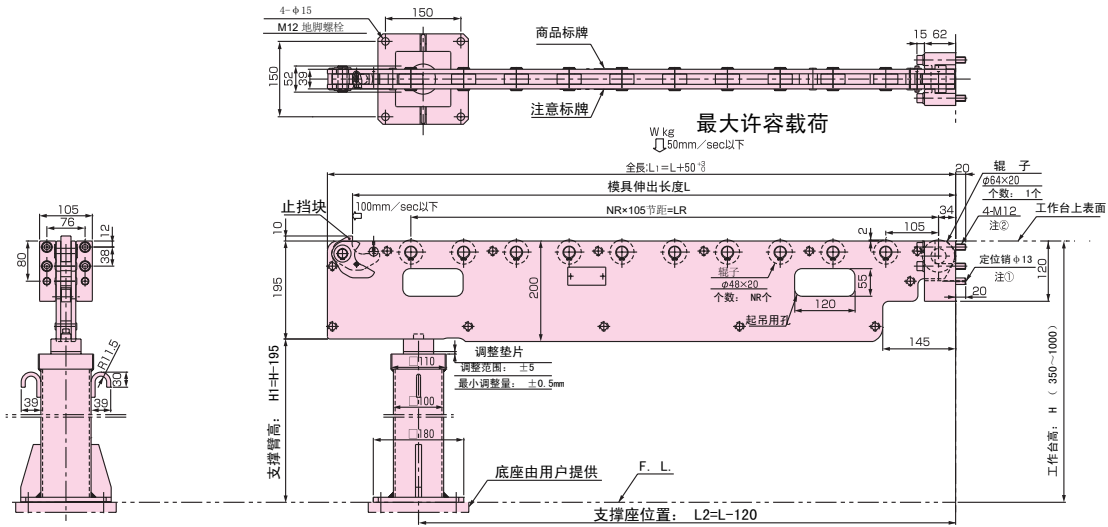 4-φ15
M12 地脚螺栓
150
150
52
39
商品标牌
注意标牌
15
62
最大许容载荷
W kg
50mm/sec以下
全長:L1=L+50 +3 0
20
模具伸出长度L
辊 子
φ64×20
个数: 1个
止挡块
100mm/sec以下
NR×105节距=LR
34
105
4-M12
注②
工作台上表面
105
76
12
38
80
10
195
200
2
辊子
φ48×20
个数: NR个
55
120
起吊用孔
定位销φ13
注①
120
20
145
R11.5
30
39
39
支撑臂高: H1=H-195
□110
□100
□180
调整垫片
调整范围: ±5
最小调整量: ±0.5mm
工作台高: H ( 350~1000)
底座由用户提供
F. L.
支撑座位置: L2=L-120